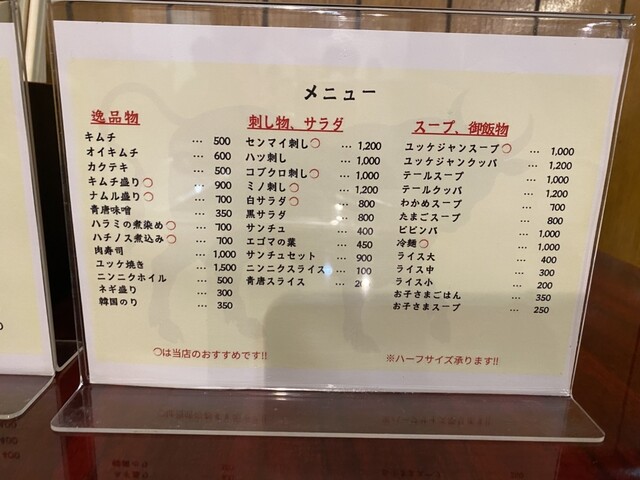 メニュー
逸品物
キムチ … 500
オイキムチ … 600
カクテキ … 500
キムチ盛り〇 … 900
ナムル盛り〇 … 700
青唐味噌 … 350
ハラミの煮染め〇 … 700
ハチノス煮込み〇 … 700
肉寿司 … 1,000
ユッケ焼き … 1,500
ニンニクホイル … 500
ネギ盛り … 300
韓国のり … 350
刺し物、サラダ
センマイ刺し〇 … 1,200
ハツ刺し … 1,000
コブクロ刺し〇 … 1,000
ミノ刺し〇 … 1,200
白サラダ〇 … 800
黒サラダ … 800
サンチュ … 400
エゴマの葉 … 450
サンチュセット … 900
ニンニクスライス … 100
青唐スライス …
スープ、御飯物
ユッケジャンスープ〇 … 1,000
ユッケジャンクッパ … 1,200
テールスープ … 1,000
テールクッパ … 1,200
わかめスープ … 700
たまごスープ … 800
ビビンバ … 1,000
冷麺〇 … 1,000
ライス大 … 400
ライス中 … 300
ライス小 … 200
お子さまごはん … 350
お子さまスープ … 250
〇は当店のおすすめです!!
※ハーフサイズ承ります!!